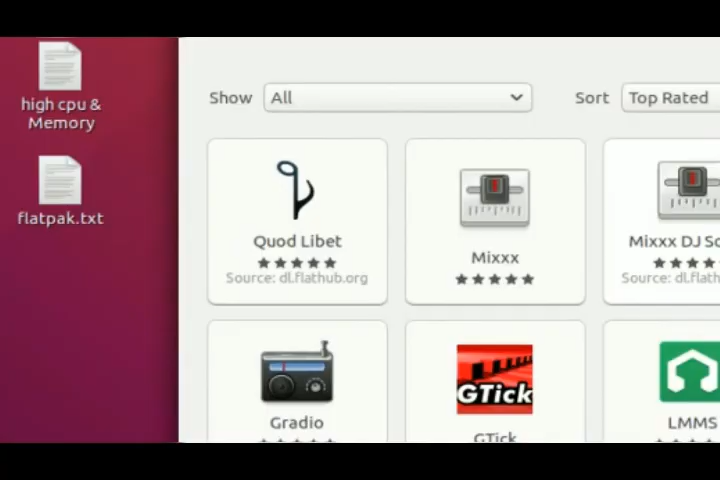 high cpu &
Memory
flatpak.txt
Show
All
Sort
Top Rated
Quod Libet
Source: dl.flathub.org
Mixxx
Mixxx DJ So
Source: dl.flath
Gradio
GTick
GTick
LMMS